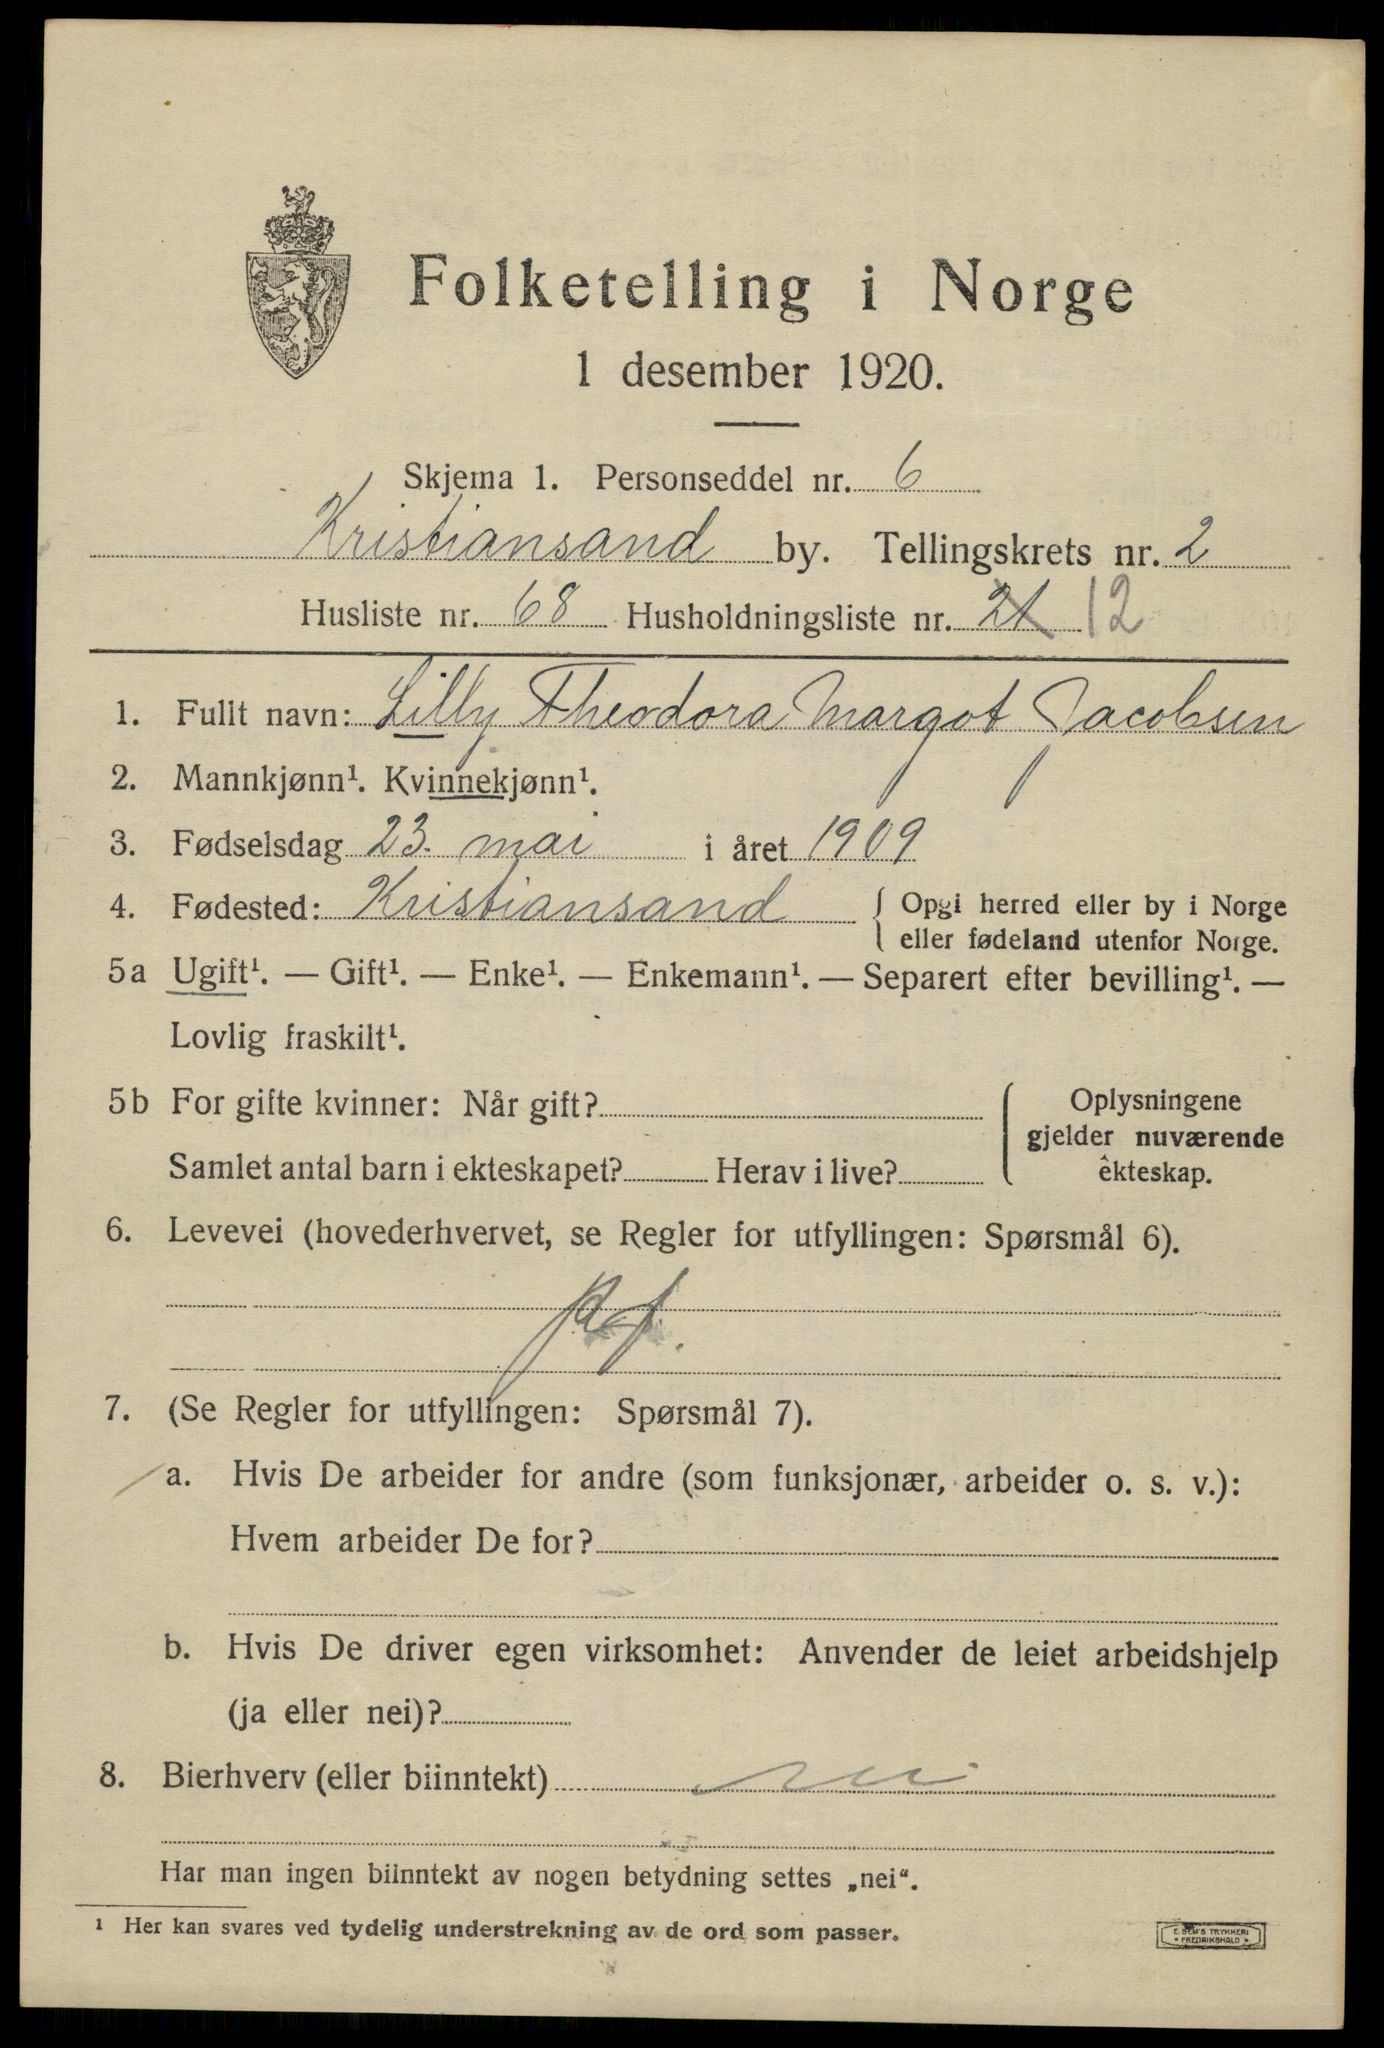 Folketelling i Norge
1 desember 1920.
Skjema 1. Personseddel nr. 6
Kristiansand by. Tellingskrets nr. 2
Husliste nr. 68 Husholdningsliste nr. 21 12
1. Fullt navn: Lilly Theodora Margot Jacobsen
2. Mannkjønn¹. Kvinnekjønn¹.
3. Fødselsdag 23. mai i året 1909
4. Fødested: Kristiansand { Opgi herred eller by i Norge
eller fødeland utenfor Norge.
5a Ugift¹. — Gift¹. — Enke¹. — Enkemann¹. — Separert efter bevilling¹. —
Lovlig fraskilt¹.
5b For gifte kvinner: Når gift? Oplysningene
gjelder nuværende
Samlet antal barn i ekteskapet? Herav i live? ekteskap.
6. Levevei (hovederhvervet, se Regler for utfyllingen: Spørsmål 6).
7. (Se Regler for utfyllingen: Spørsmål 7).
a. Hvis De arbeider for andre (som funksjonær, arbeider o. s. v.):
Hvem arbeider De for?
b. Hvis De driver egen virksomhet: Anvender de leiet arbeidshjelp
(ja eller nei)?
8. Bierhverv (eller biinntekt) nei
Har man ingen biinntekt av nogen betydning settes „nei“.
¹ Her kan svares ved tydelig understrekning av de ord som passer.
E. SEM'S TRYKKERI
FREDRIKSHALD